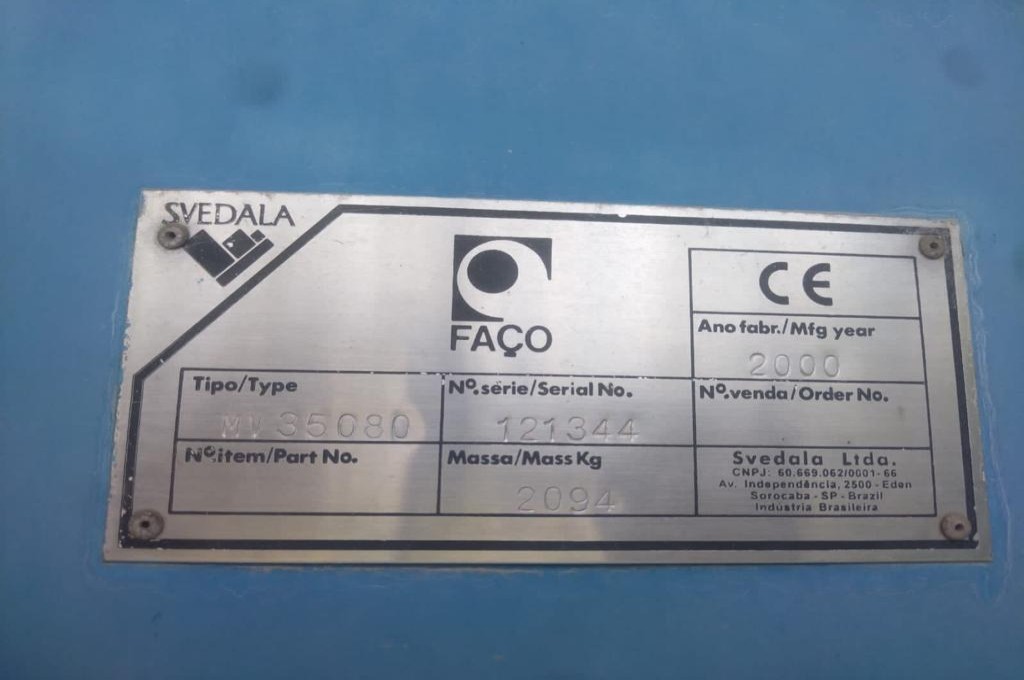 SVEDALA
FAÇO
CE
Ano fabr./Mfg year
2000
Tipo/Type
MV35080
Nº.série/Serial No.
121344
Nº.venda/Order No.
Nº.item/Part No.
Massa/Mass Kg
2094
Svedala Ltda.
CNPJ: 60.669.062/0001-66
Av. Independência, 2500 - Eden
Sorocaba - SP - Brazil
Indústria Brasileira